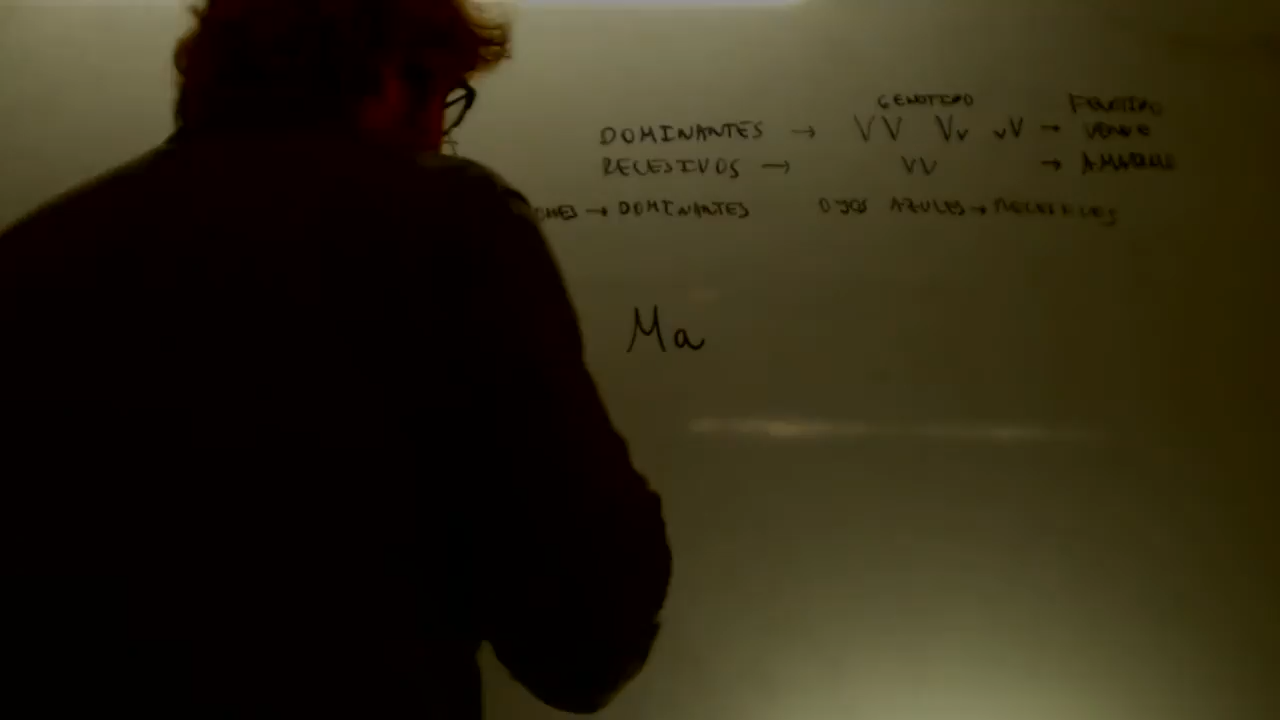 GENOTIPO FENOTIPO
DOMINANTES → VV Vv vV → VERDE
RECESIVOS → vv → AMARILLO
→ DOMINANTES OJOS AZULES → RECESIVOS
Ma